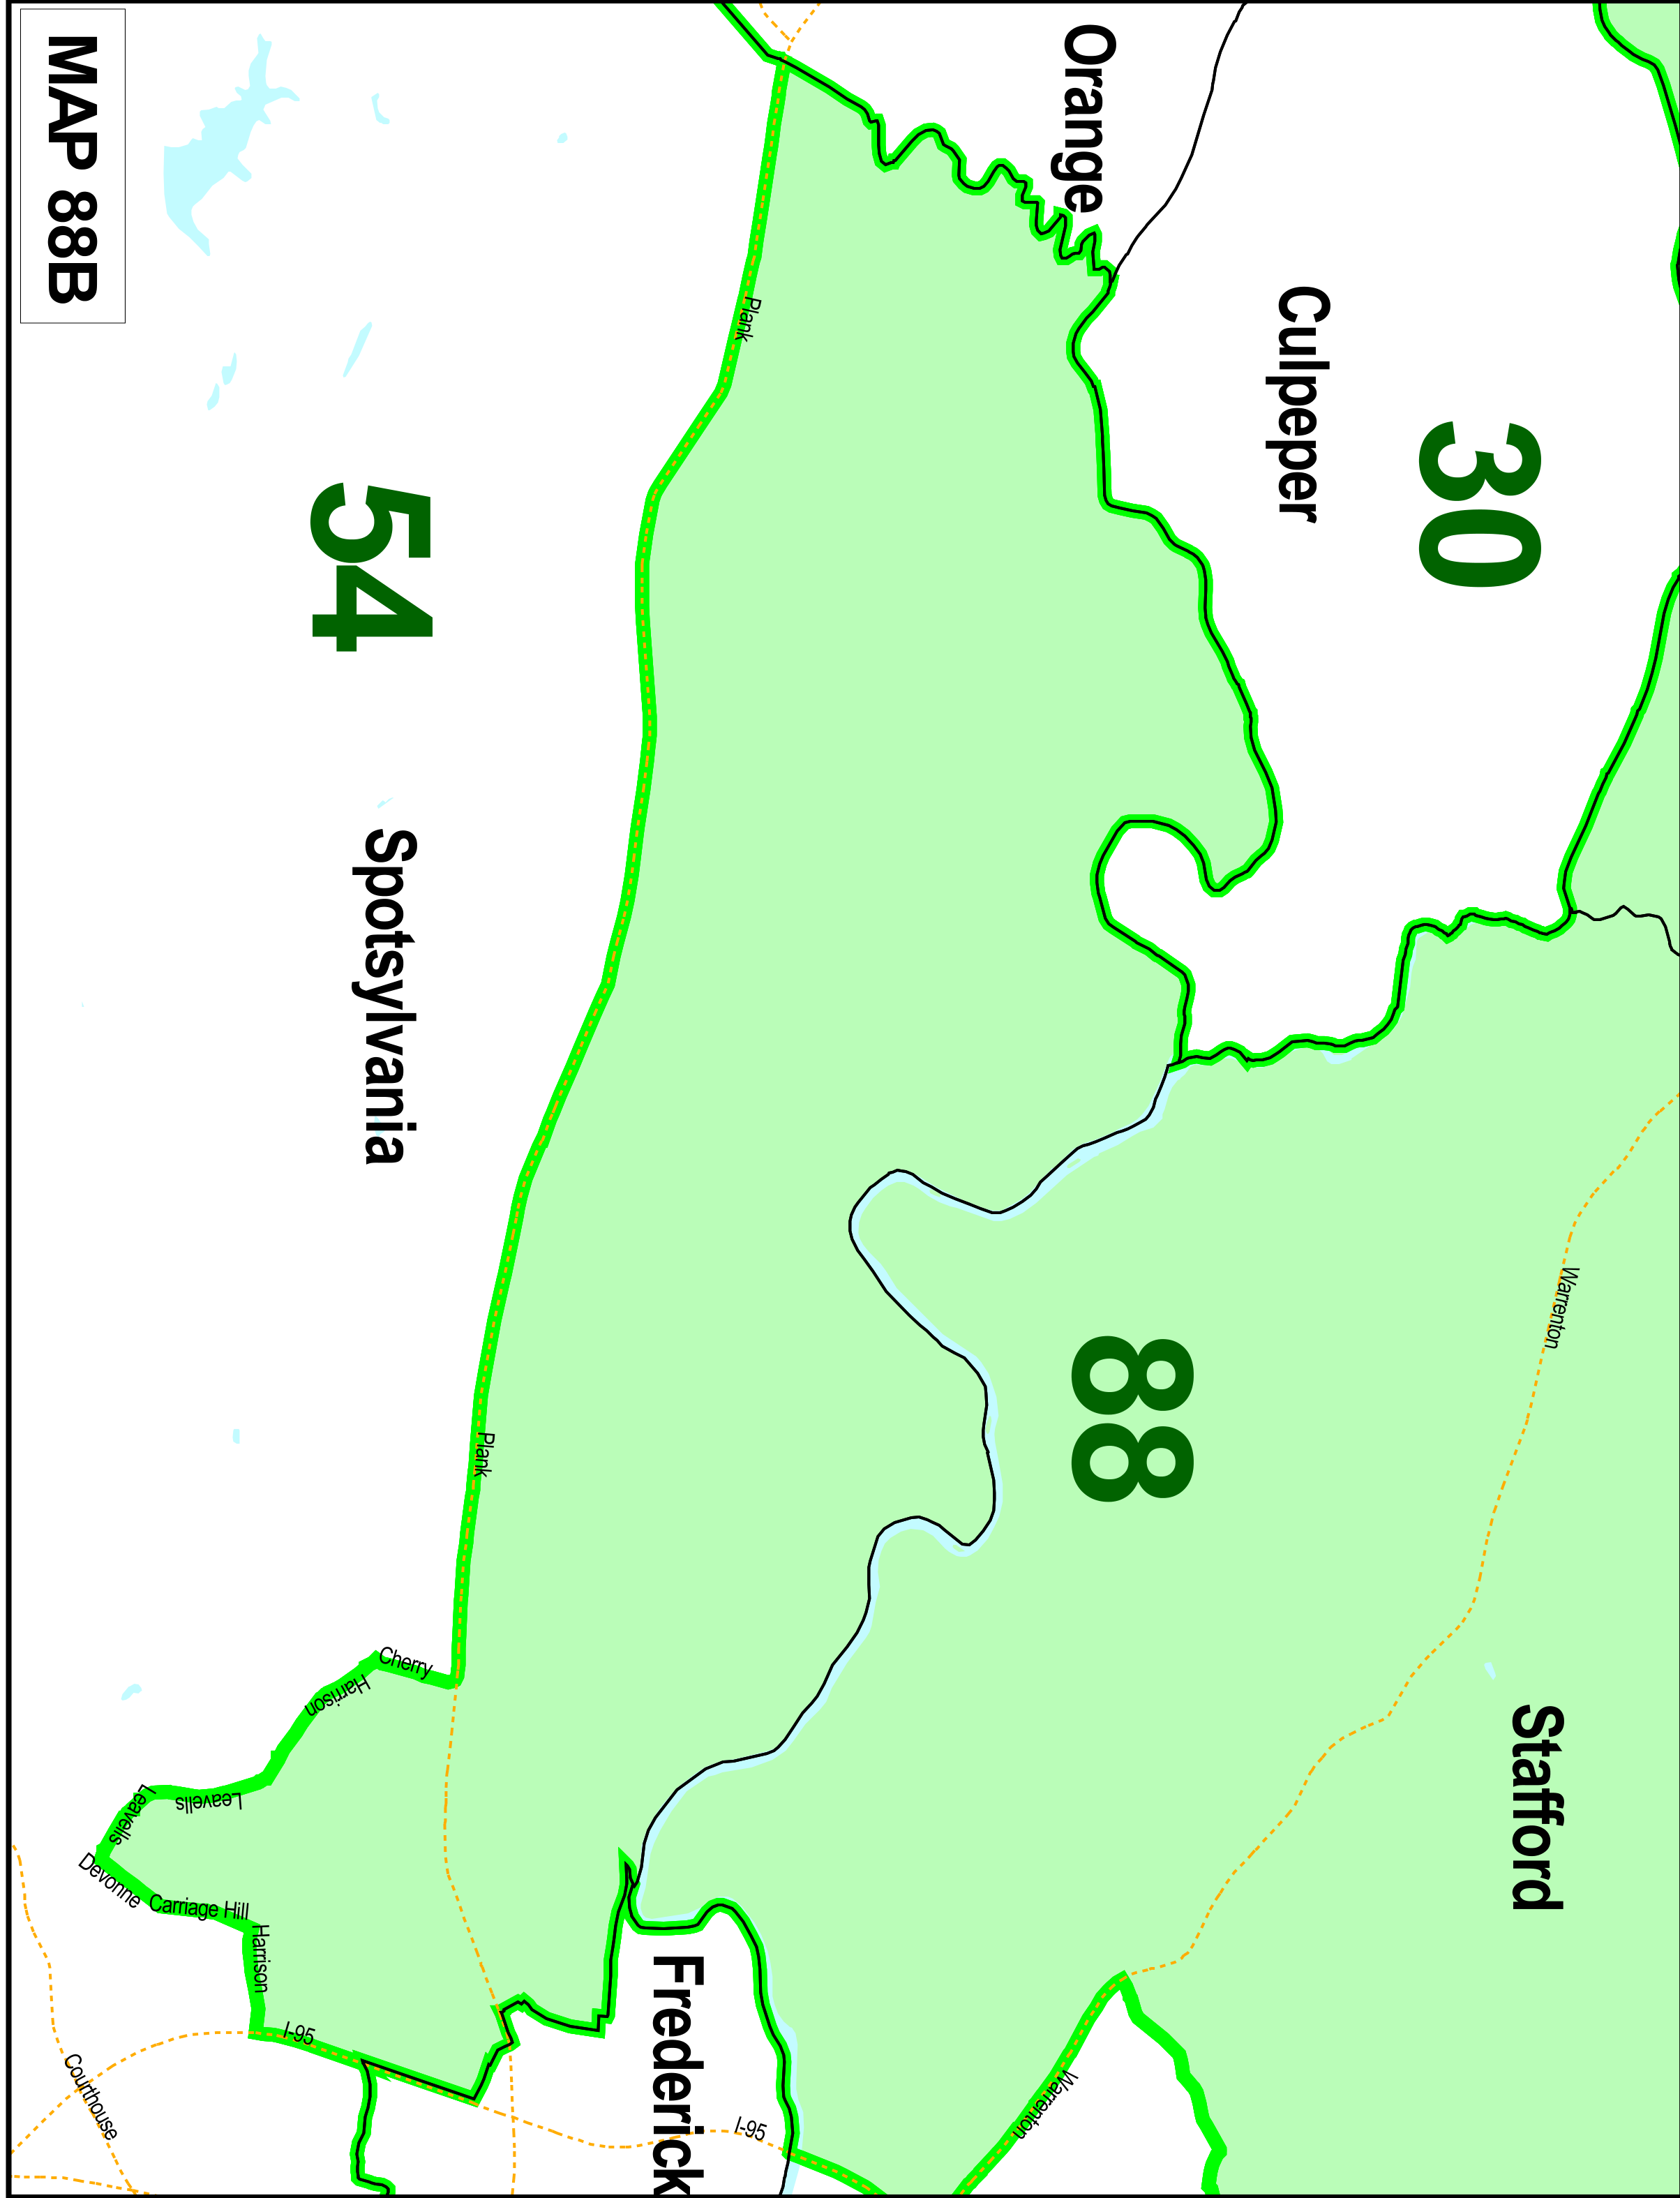 Orange
Culpeper
30
Plank
54
Spotsylvania
88
Warrenton
Stafford
Plank
Cherry
Harrison
Leavells
Leavells
Devonne
Carriage Hill
Harrison
I-95
Courthouse
Frederick
I-95
Warrenton
MAP 88B